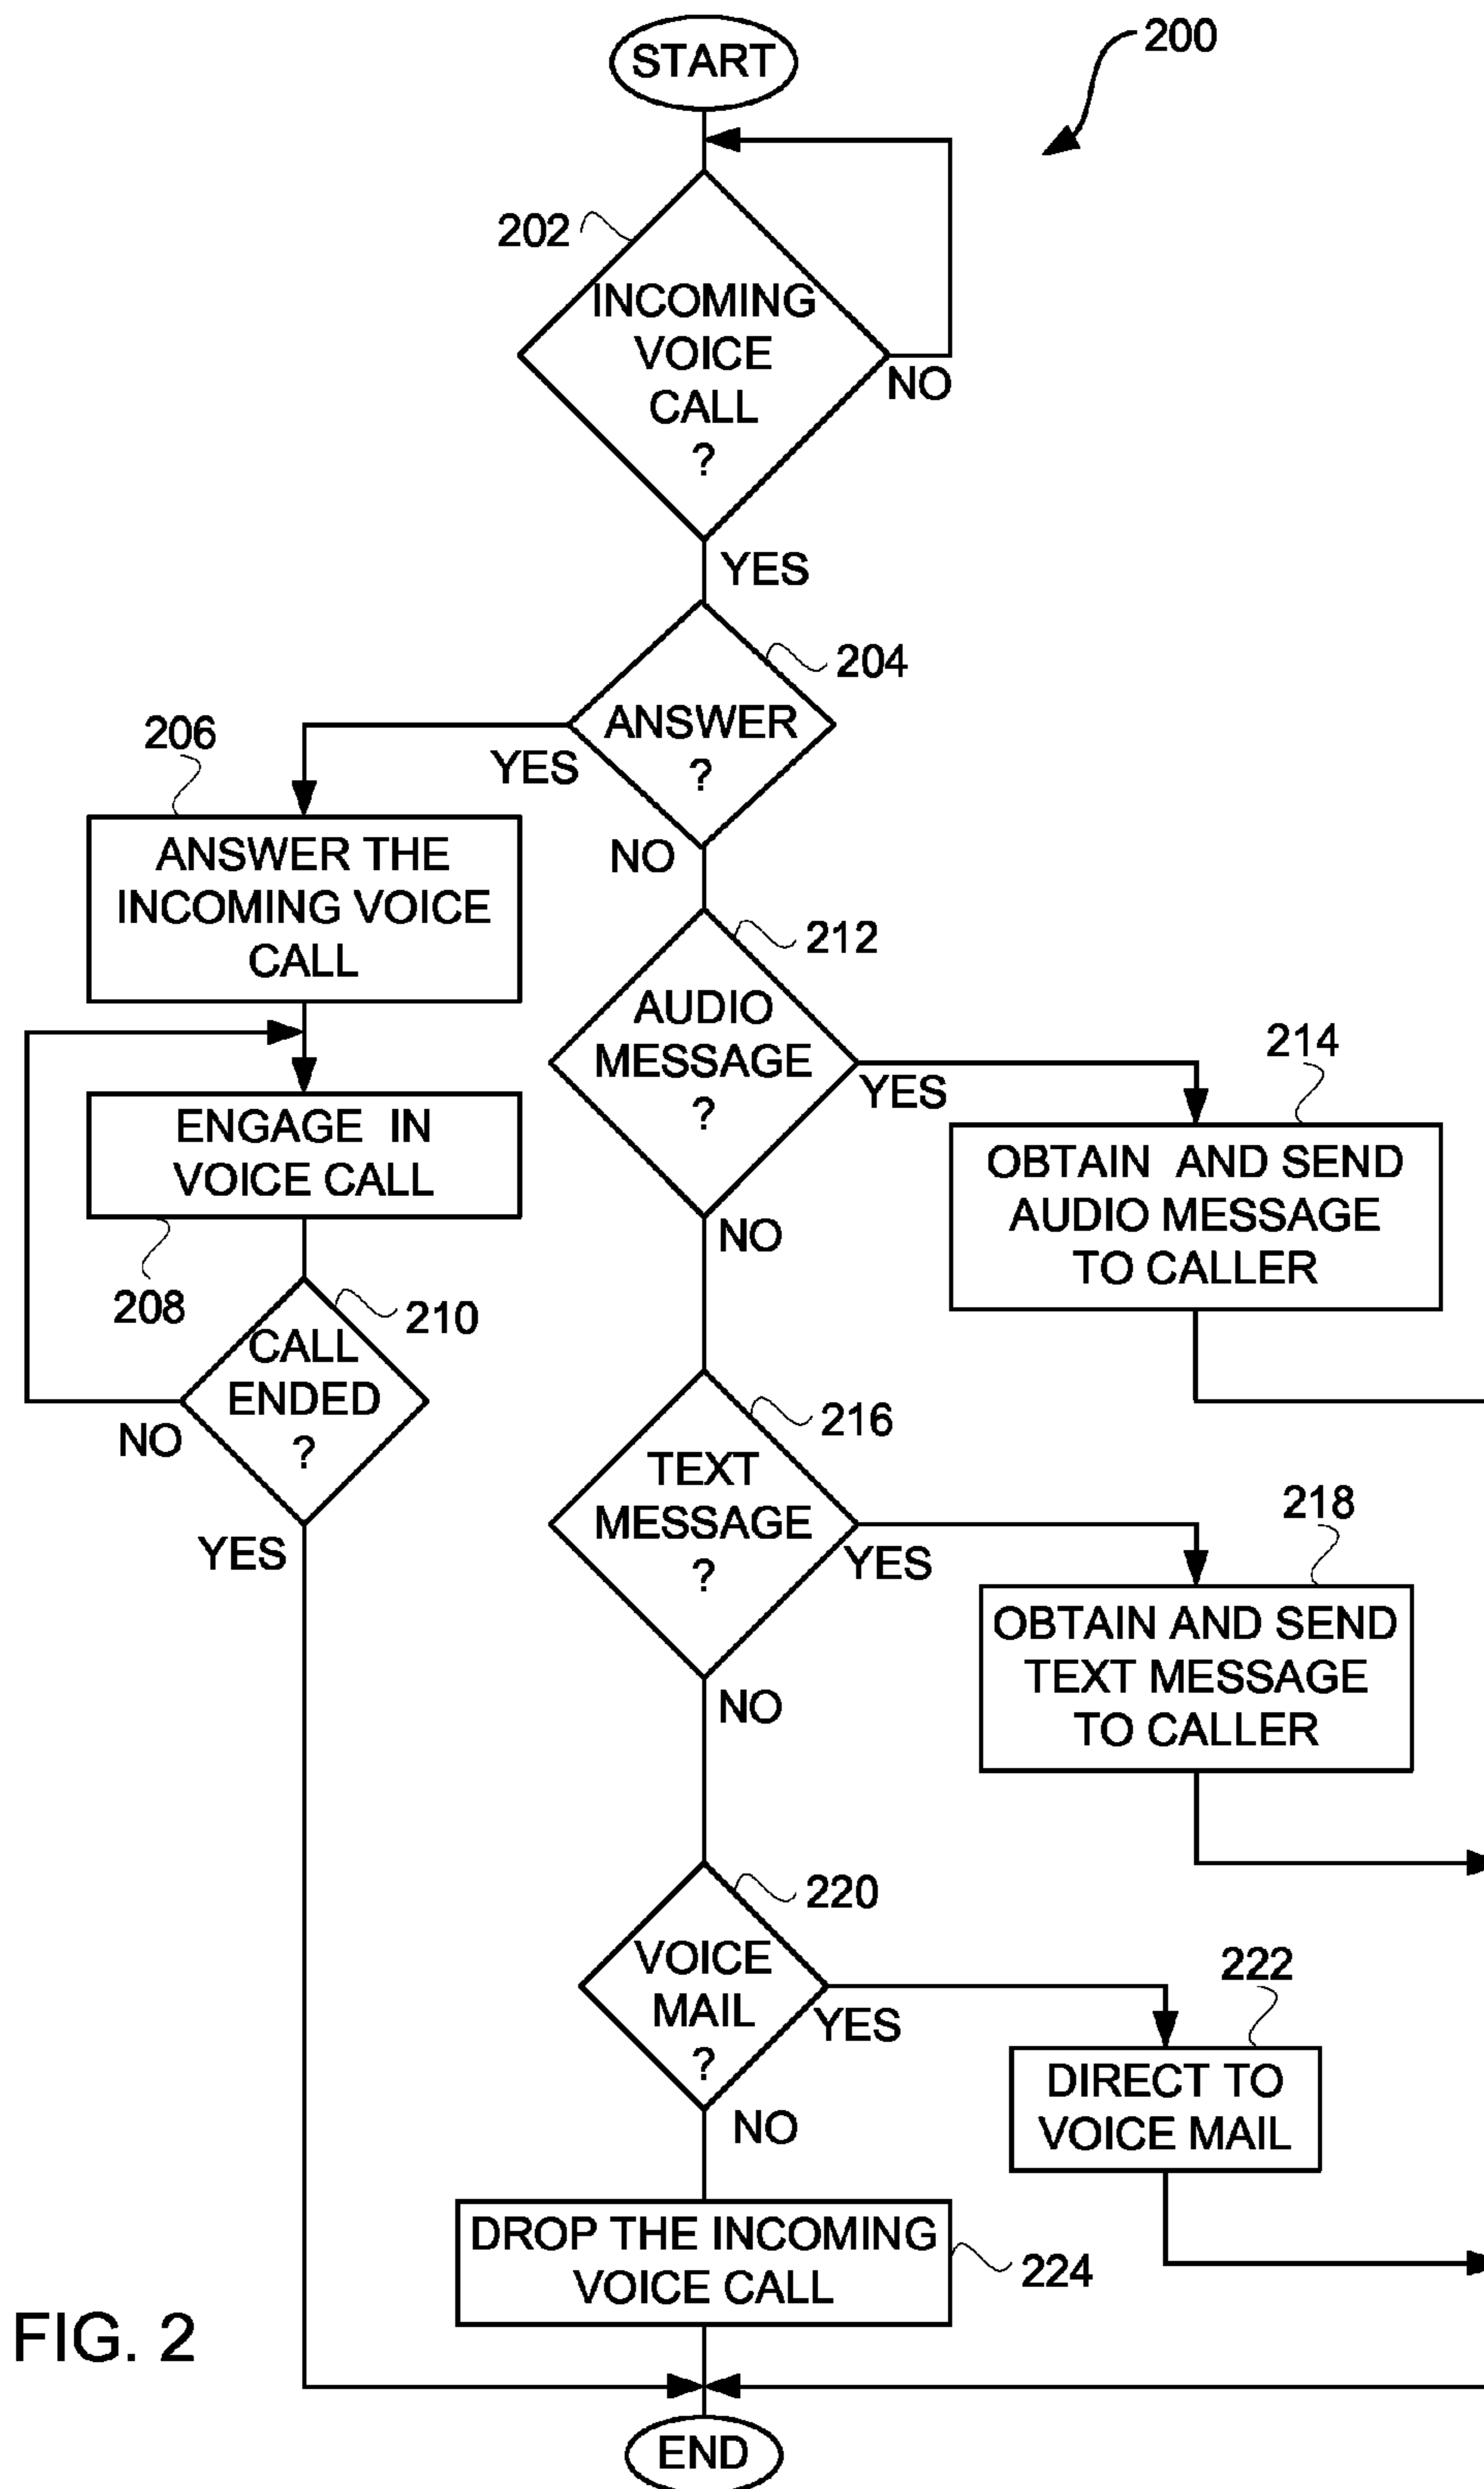 START
200
202
INCOMING
VOICE
CALL
?
NO
YES
204
ANSWER
?
YES
NO
206
ANSWER THE
INCOMING VOICE
CALL
212
AUDIO
MESSAGE
?
YES
NO
214
OBTAIN AND SEND
AUDIO MESSAGE
TO CALLER
ENGAGE IN
VOICE CALL
208
210
CALL
ENDED
?
NO
YES
216
TEXT
MESSAGE
?
YES
NO
218
OBTAIN AND SEND
TEXT MESSAGE
TO CALLER
220
VOICE
MAIL
?
YES
NO
222
DIRECT TO
VOICE MAIL
DROP THE INCOMING
VOICE CALL
224
FIG. 2
END